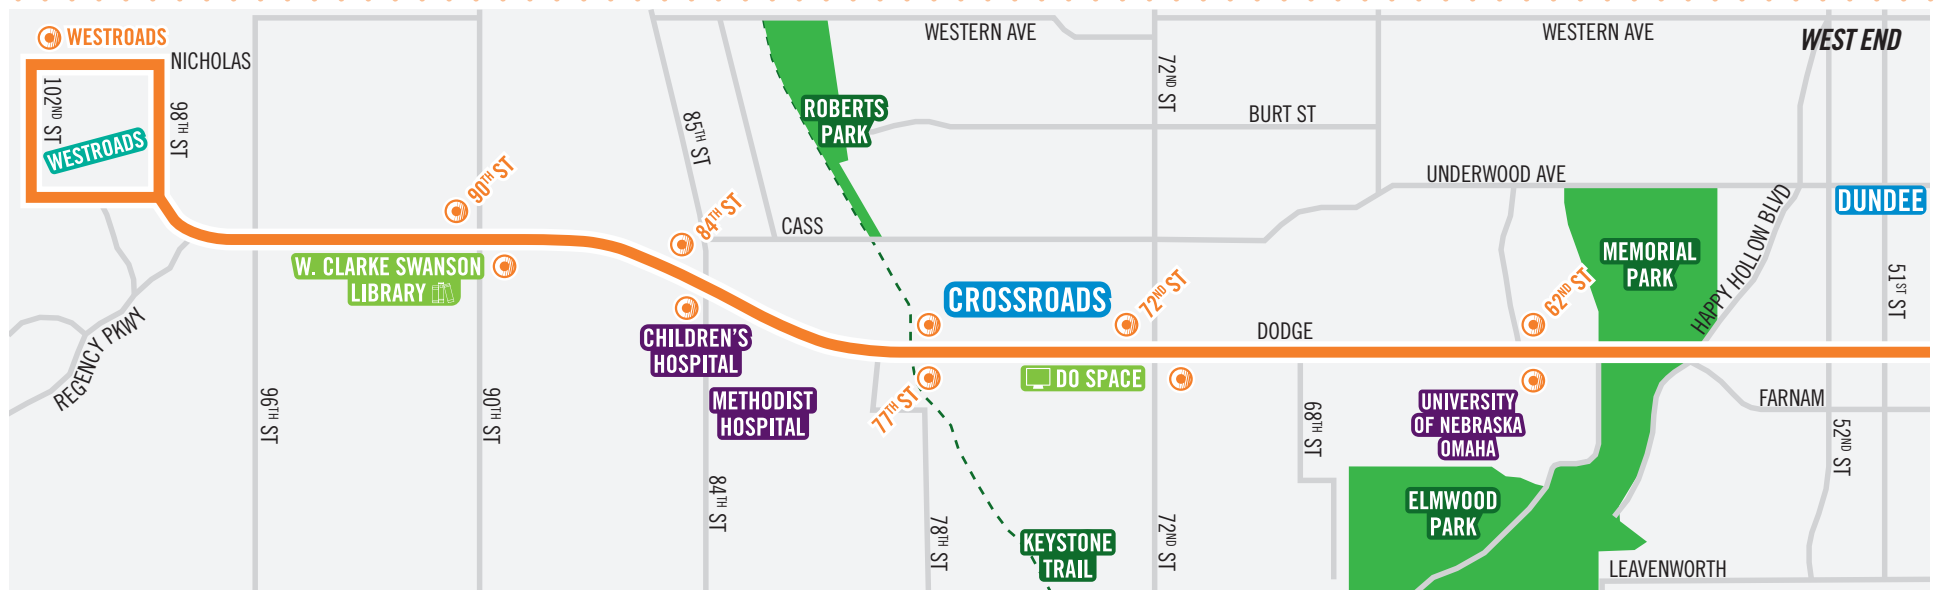 WESTROADS
NICHOLAS
102ND ST
98TH ST
WESTROADS
REGENCY PKWY
96TH ST
90TH ST
W. CLARKE SWANSON
LIBRARY
90TH ST
85TH ST
84TH ST
CHILDREN'S
HOSPITAL
METHODIST
HOSPITAL
84TH ST
ROBERTS
PARK
CASS
77TH ST
78TH ST
CROSSROADS
DO SPACE
KEYSTONE
TRAIL
WESTERN AVE
72ND ST
72ND ST
72ND ST
BURT ST
DODGE
68TH ST
UNDERWOOD AVE
62ND ST
UNIVERSITY
OF NEBRASKA
OMAHA
ELMWOOD
PARK
WESTERN AVE
MEMORIAL
PARK
HAPPY HOLLOW BLVD
WEST END
DUNDEE
51ST ST
FARNAM
52ND ST
LEAVENWORTH